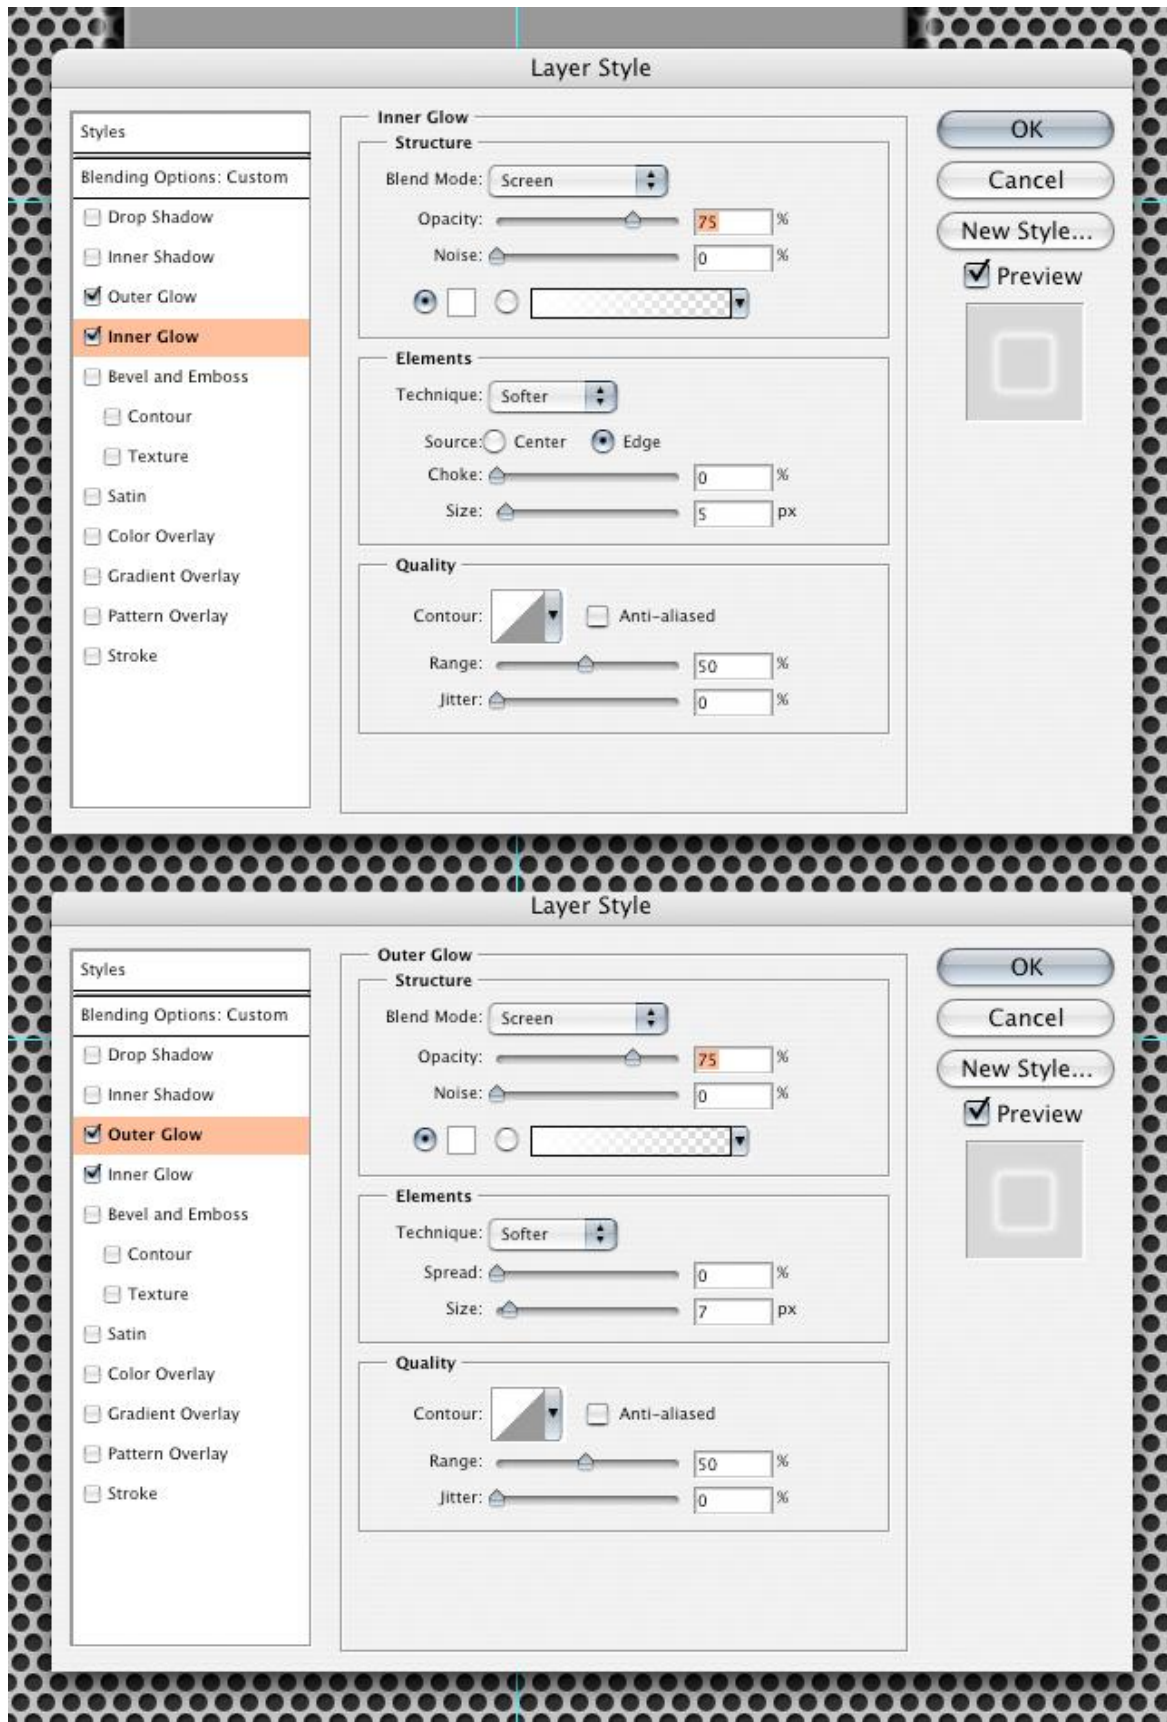 Layer Style
Styles
Blending Options: Custom
Drop Shadow
Inner Shadow
Outer Glow
Inner Glow
Bevel and Emboss
Contour
Texture
Satin
Color Overlay
Gradient Overlay
Pattern Overlay
Stroke
Inner Glow
Structure
Blend Mode: Screen
Opacity: 75 %
Noise: 0 %
Elements
Technique: Softer
Source: Center Edge
Choke: 0 %
Size: 5 px
Quality
Contour: Anti-aliased
Range: 50 %
Jitter: 0 %
OK
Cancel
New Style...
Preview
Layer Style
Styles
Blending Options: Custom
Drop Shadow
Inner Shadow
Outer Glow
Inner Glow
Bevel and Emboss
Contour
Texture
Satin
Color Overlay
Gradient Overlay
Pattern Overlay
Stroke
Outer Glow
Structure
Blend Mode: Screen
Opacity: 75 %
Noise: 0 %
Elements
Technique: Softer
Spread: 0 %
Size: 7 px
Quality
Contour: Anti-aliased
Range: 50 %
Jitter: 0 %
OK
Cancel
New Style...
Preview